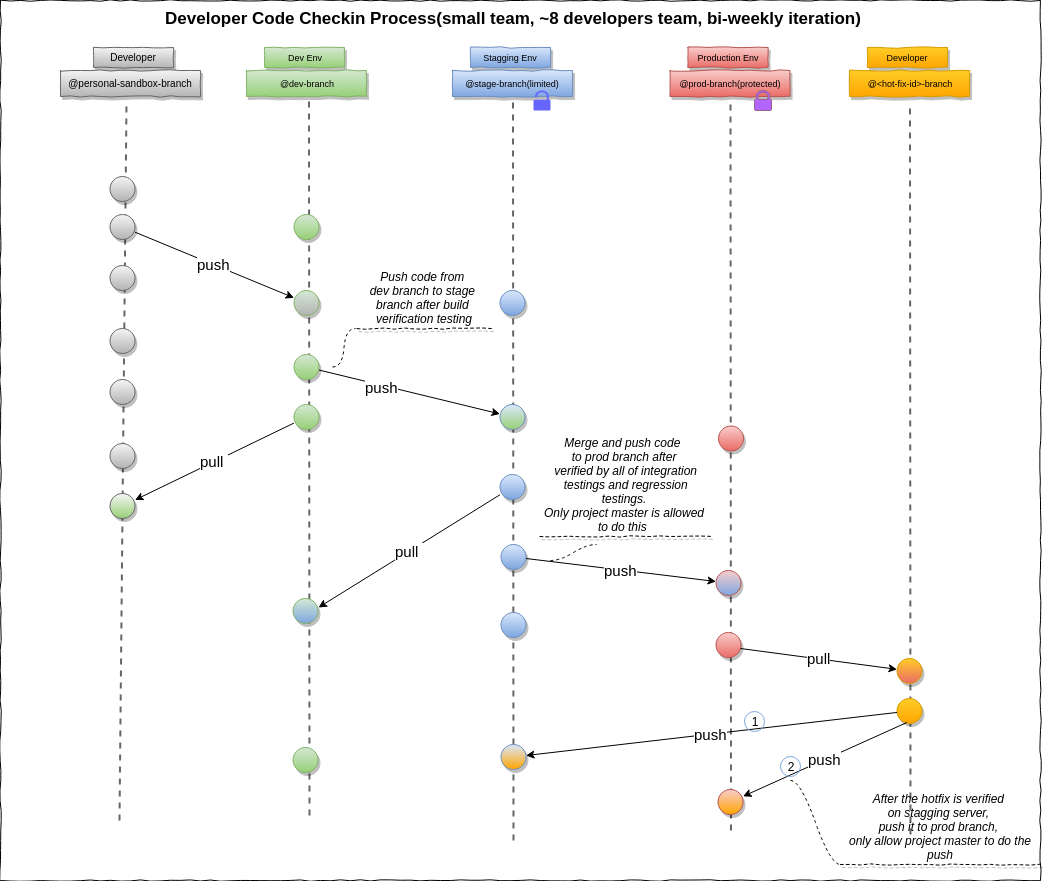 Developer Code Checkin Process(small team, ~8 developers team, bi-weekly iteration)
Developer
@personal-sandbox-branch
Dev Env
@dev-branch
Stagging Env
@stage-branch(limited)
Production Env
@prod-branch(protected)
Developer
@<hot-fix-id>-branch
push
Push code from
dev branch to stage
branch after build
verification testing
push
pull
Merge and push code
to prod branch after
verified by all of integration
testings and regression
testings.
Only project master is allowed
to do this
pull
push
pull
1
push
2
push
After the hotfix is verified
on stagging server,
push it to prod branch,
only allow project master to do the
push